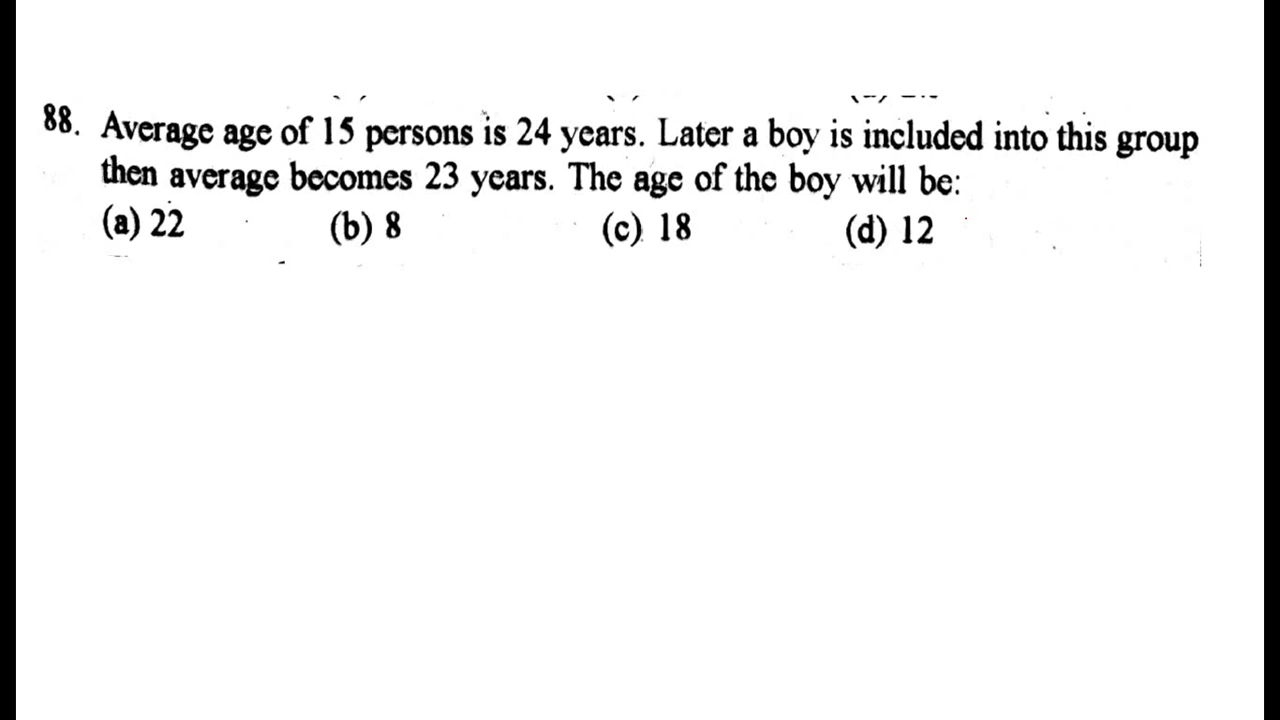 88. Average age of 15 persons is 24 years. Later a boy is included into this group
then average becomes 23 years. The age of the boy will be:
(a) 22 (b) 8 (c) 18 (d) 12